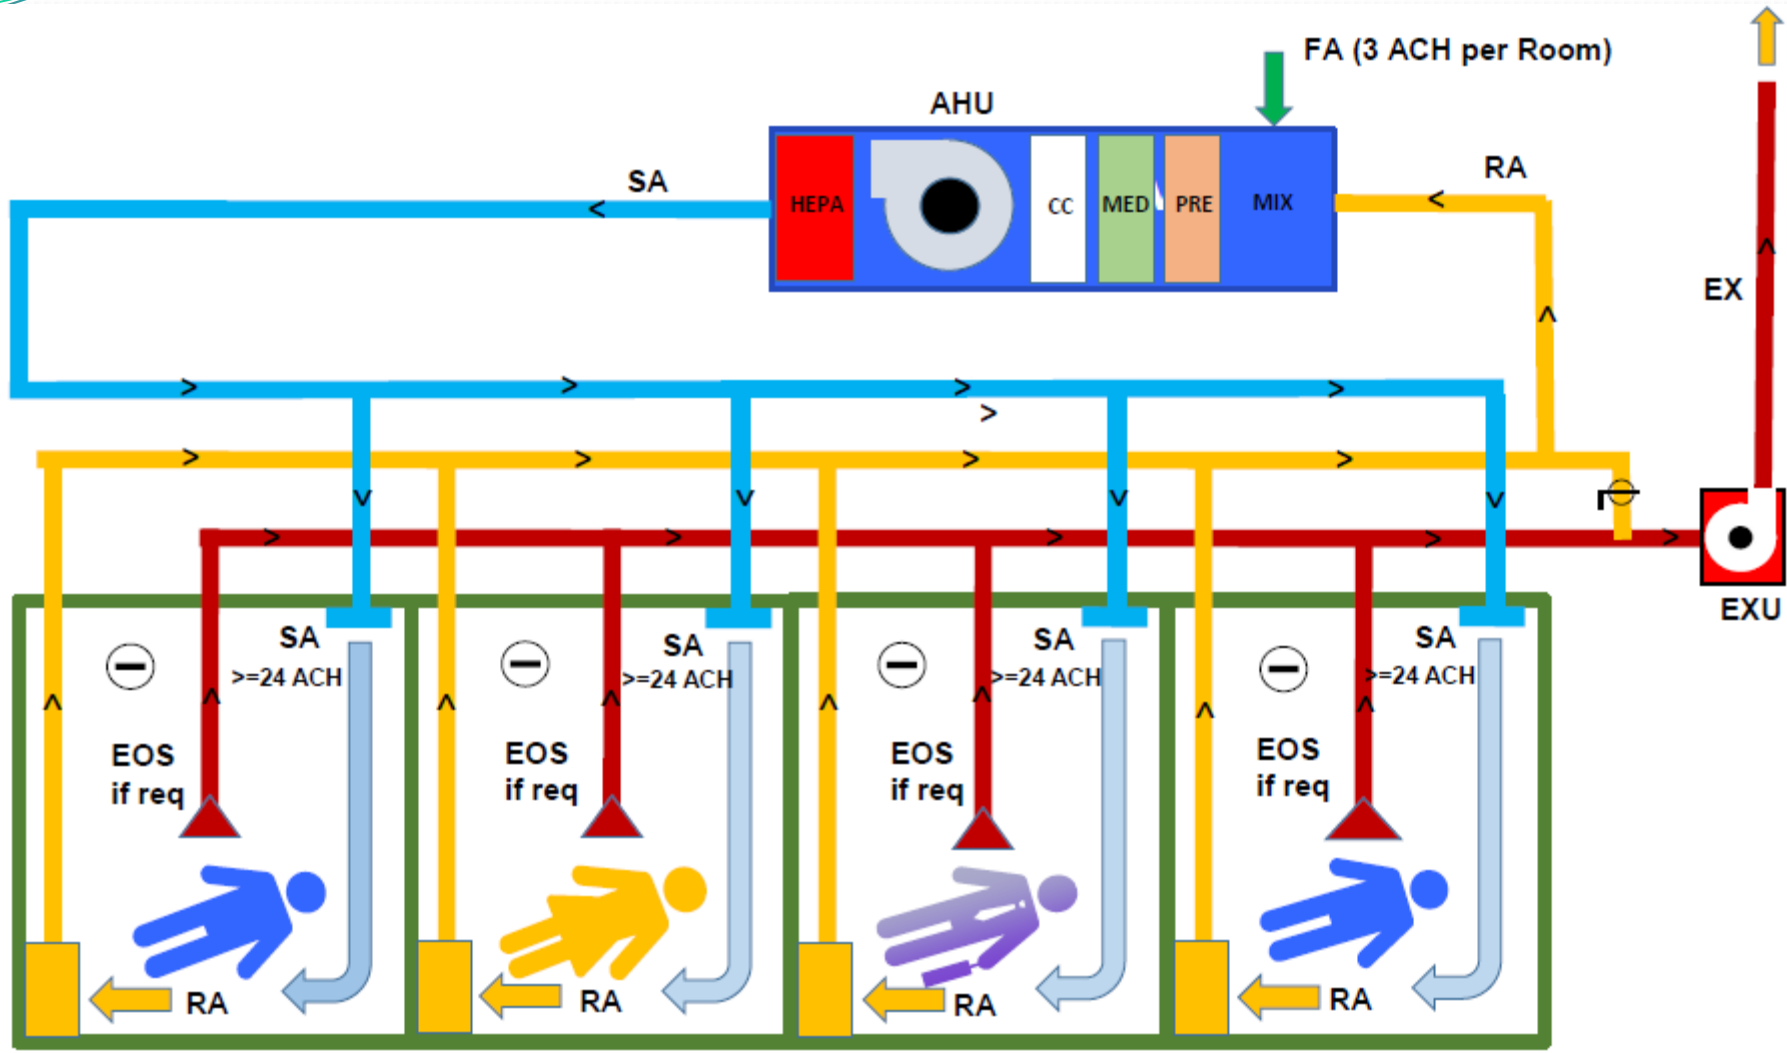 FA (3 ACH per Room)
AHU
SA
RA
HEPA
CC
MED
PRE
MIX
EX
EXU
SA
>=24 ACH
SA
>=24 ACH
SA
>=24 ACH
SA
>=24 ACH
EOS
if req
EOS
if req
EOS
if req
EOS
if req
RA
RA
RA
RA